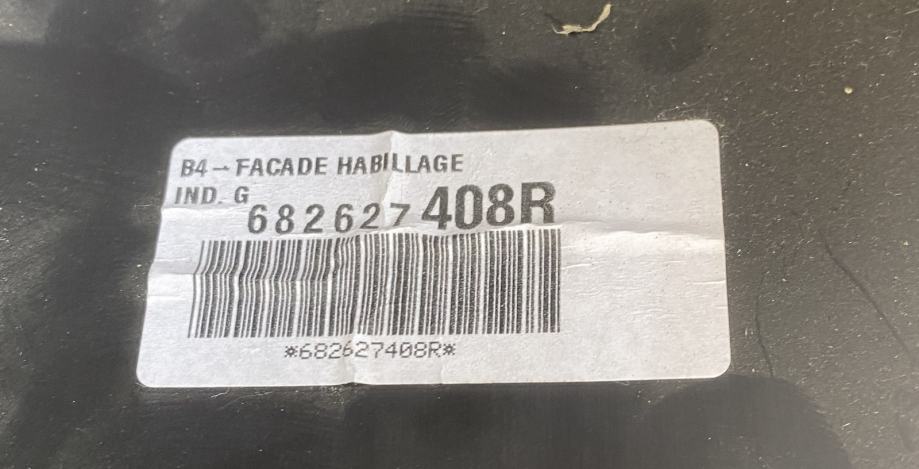 B4 - FACADE HABILLAGE
IND. G
682627408R
*682627408R*